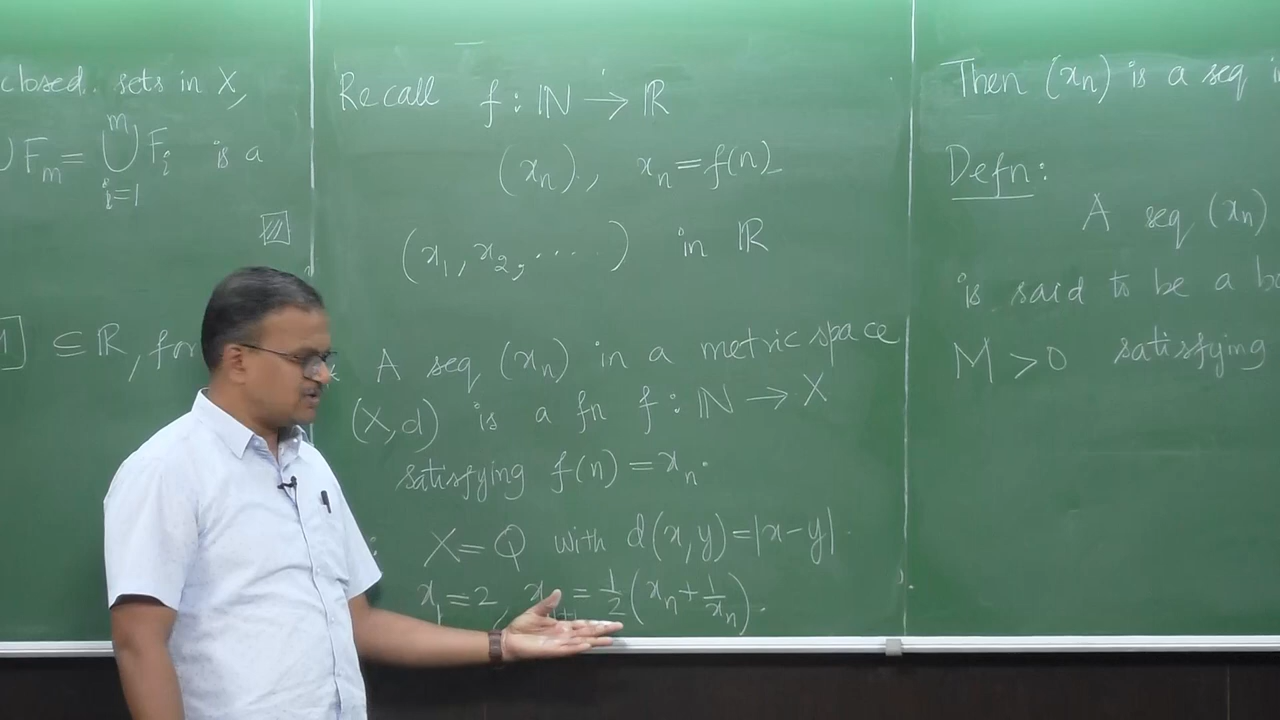 closed sets in X,
∪F_m = ⋃_{i=1}^{m} F_i is a
] ⊆ ℝ, for
Recall f : ℕ → ℝ
(x_n), x_n = f(n)
(x_1, x_2, .....) in ℝ
A seq (x_n) in a metric space
(X, d) is a fn f : ℕ → X
satisfying f(n) = x_n.
: X = Q with d(x, y) = |x - y|.
x_1 = 2, x_{n+1} = 1/2 (x_n + 1/x_n).
Then (x_n) is a seq
Defn:
A seq (x_n)
is said to be a
M > 0 satisfying